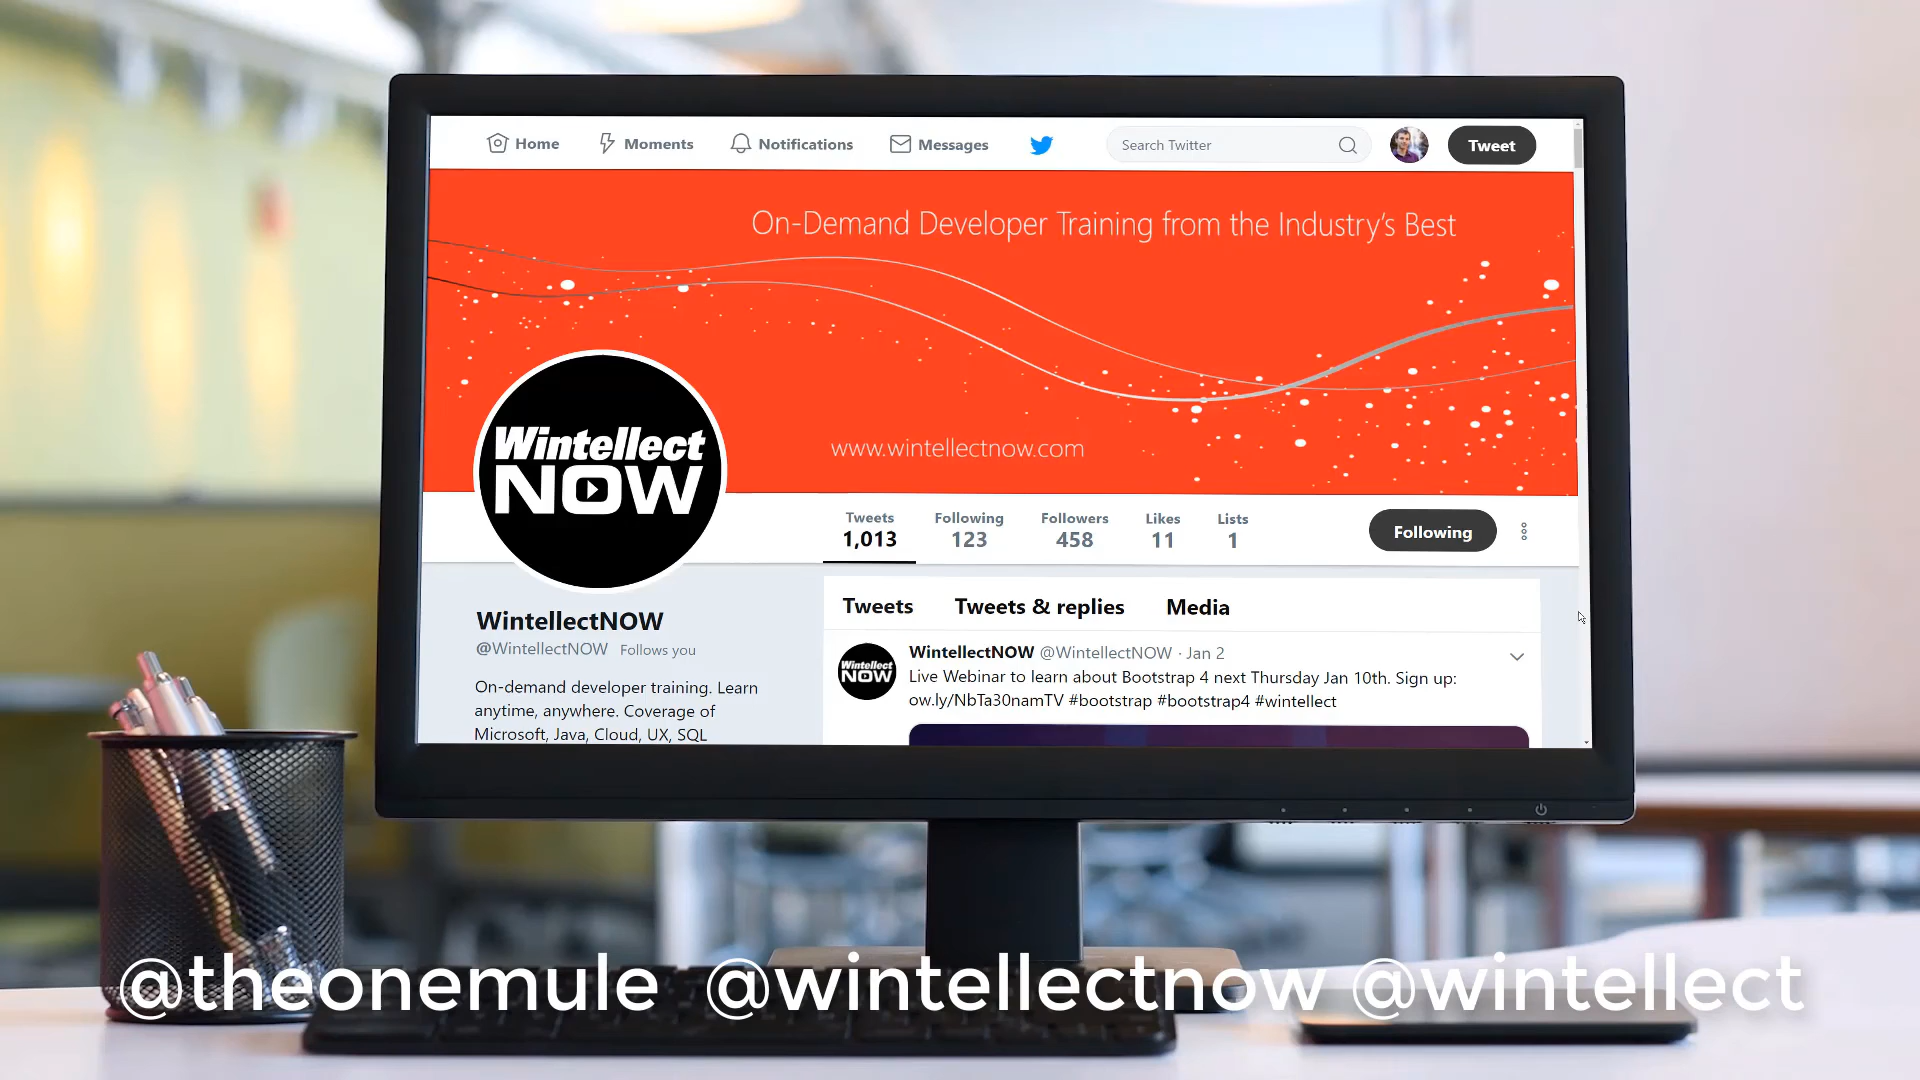 Home Moments Notifications Messages Search Twitter Tweet
On-Demand Developer Training from the Industry's Best
www.wintellectnow.com
Wintellect
NOW
Tweets Following Followers Likes Lists
1,013 123 458 11 1
Following
WintellectNOW
@WintellectNOW Follows you
On-demand developer training. Learn
anytime, anywhere. Coverage of
Microsoft, Java, Cloud, UX, SQL
Tweets Tweets & replies Media
Wintellect
NOW
WintellectNOW @WintellectNOW · Jan 2
Live Webinar to learn about Bootstrap 4 next Thursday Jan 10th. Sign up:
ow.ly/NbTa30namTV #bootstrap #bootstrap4 #wintellect
@theonemule @wintellectnow @wintellect